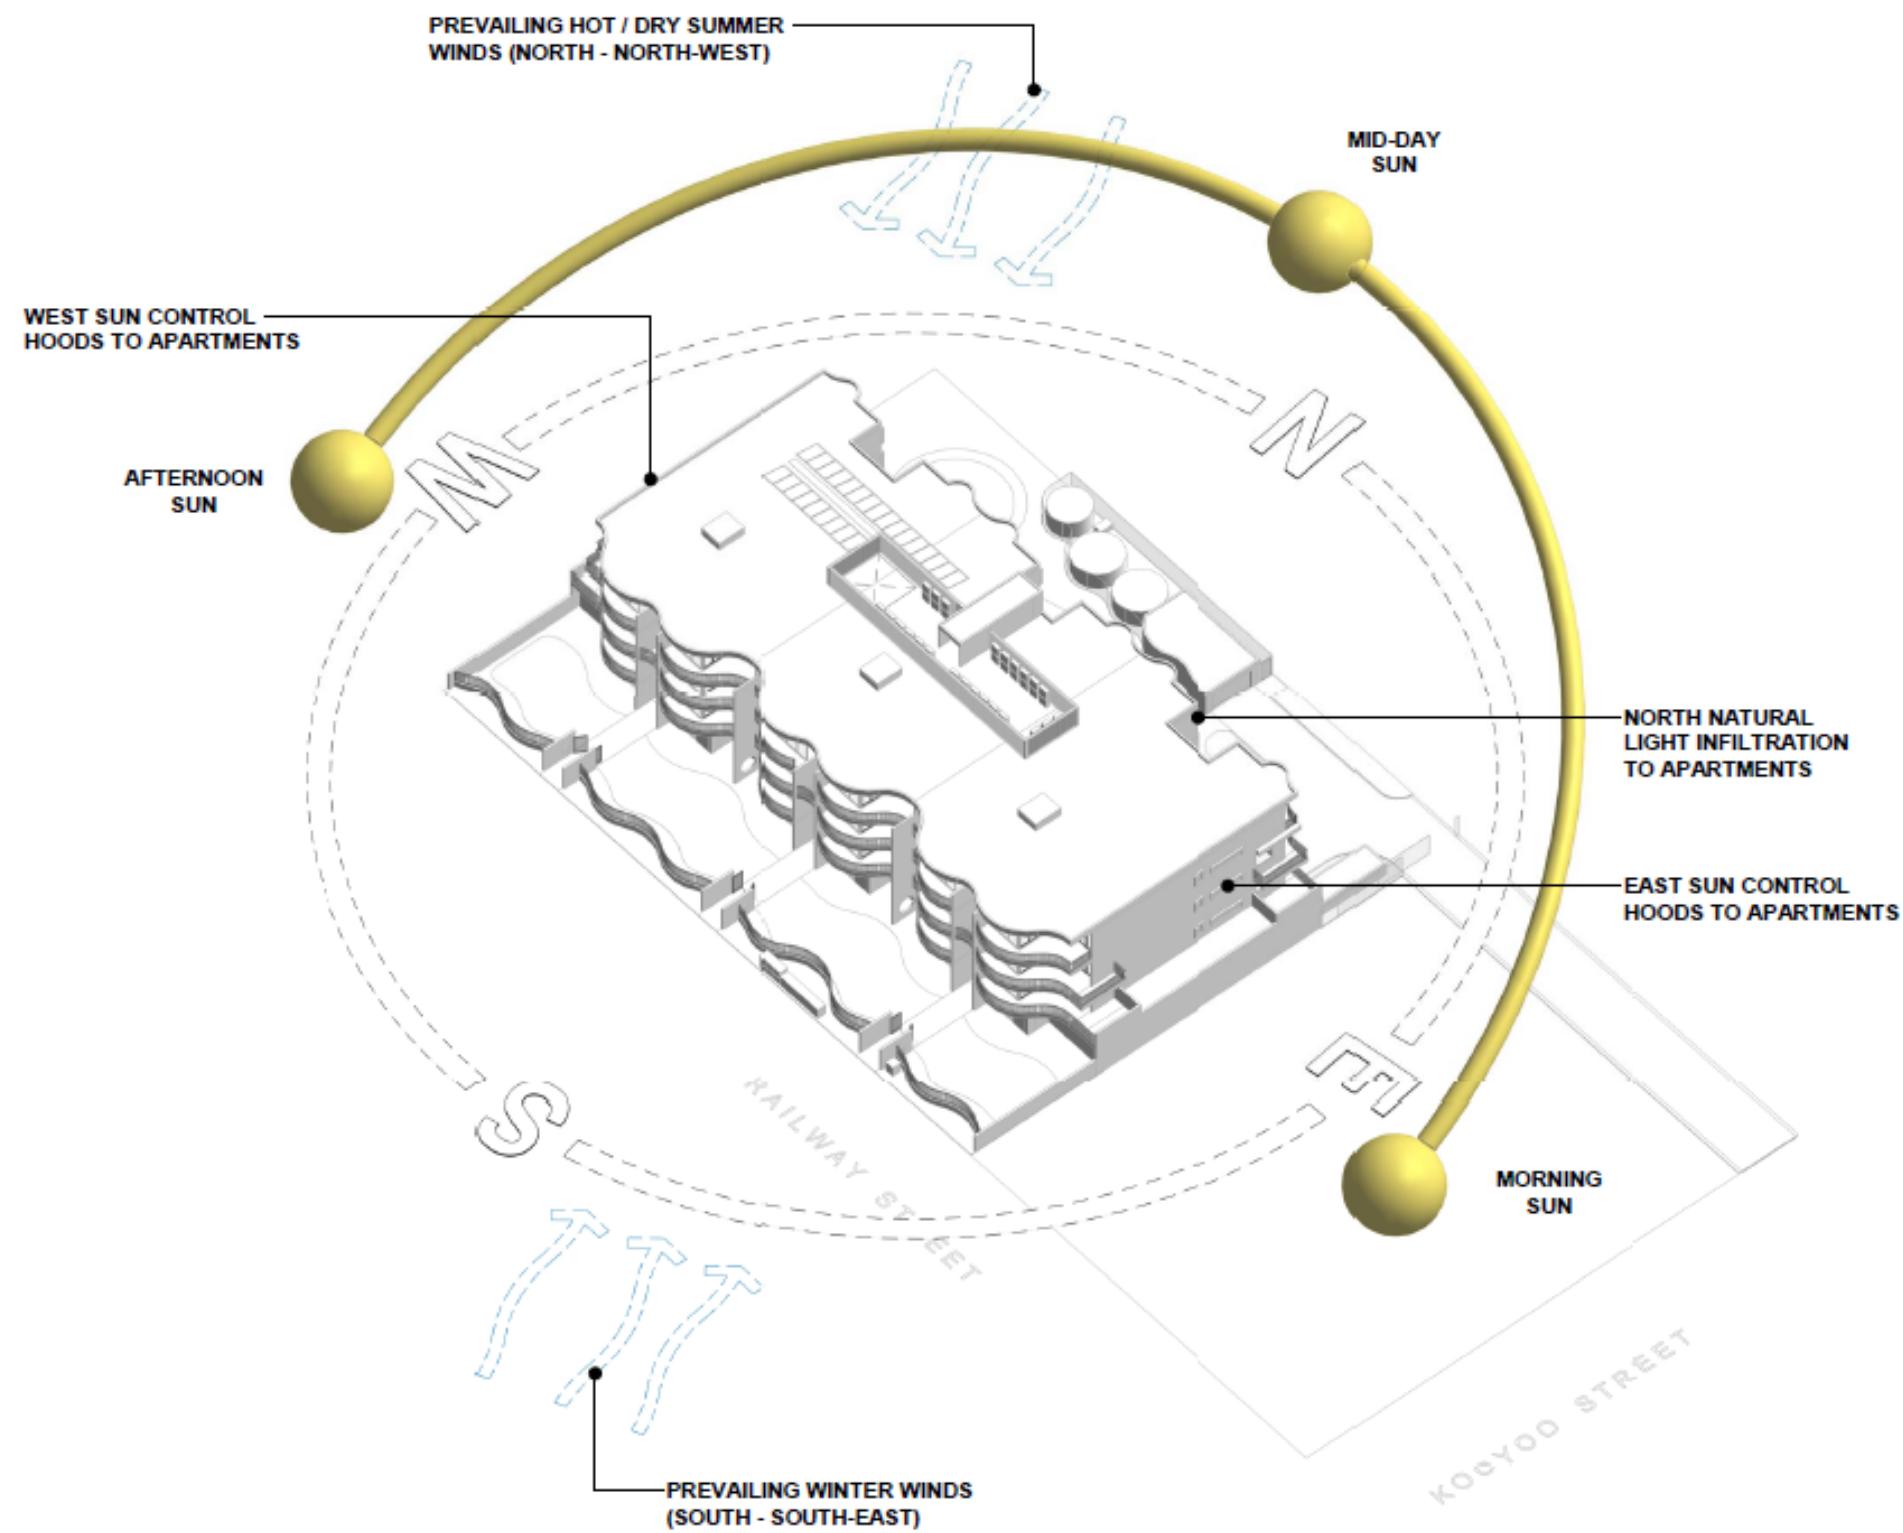 PREVAILING HOT / DRY SUMMER
WINDS (NORTH - NORTH-WEST)
MID-DAY
SUN
WEST SUN CONTROL
HOODS TO APARTMENTS
N
W
AFTERNOON
SUN
NORTH NATURAL
LIGHT INFILTRATION
TO APARTMENTS
EAST SUN CONTROL
HOODS TO APARTMENTS
E
S
RAILWAY STREET
MORNING
SUN
KOOYOO STREET
PREVAILING WINTER WINDS
(SOUTH - SOUTH-EAST)